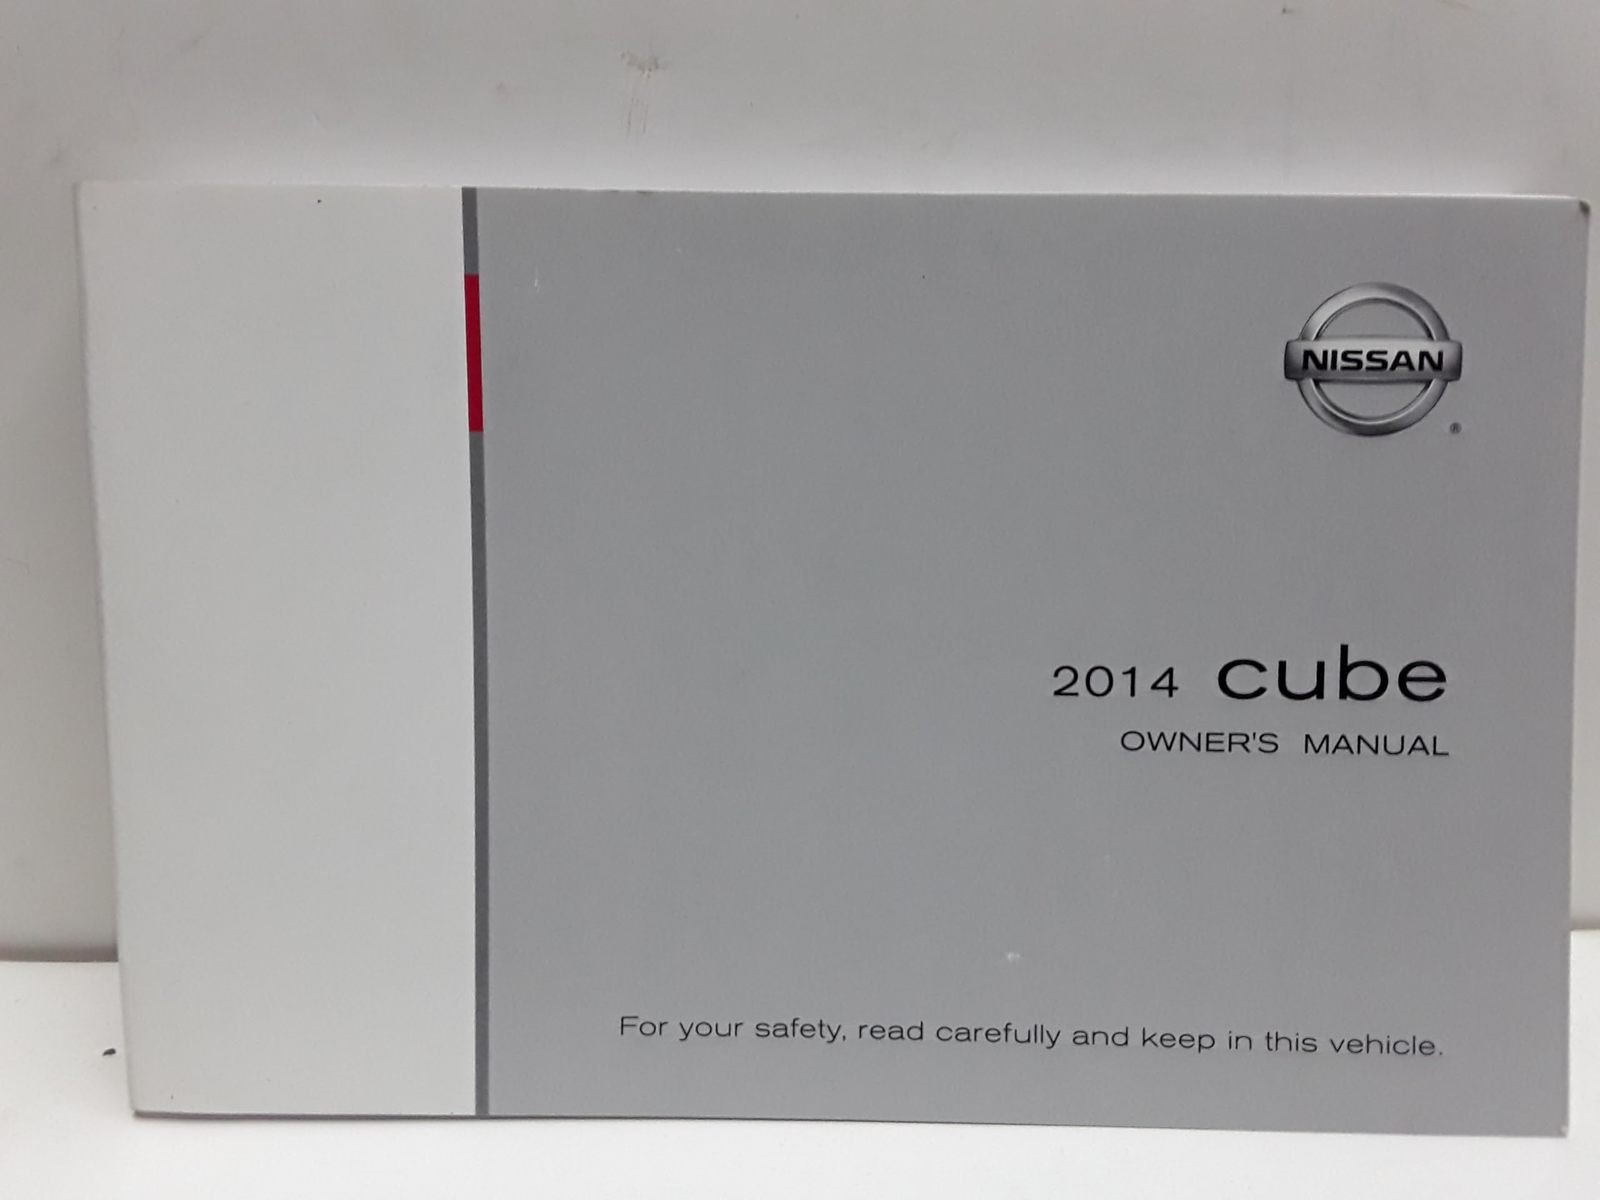 NISSAN
®
2014 cube
OWNER'S MANUAL
For your safety, read carefully and keep in this vehicle.